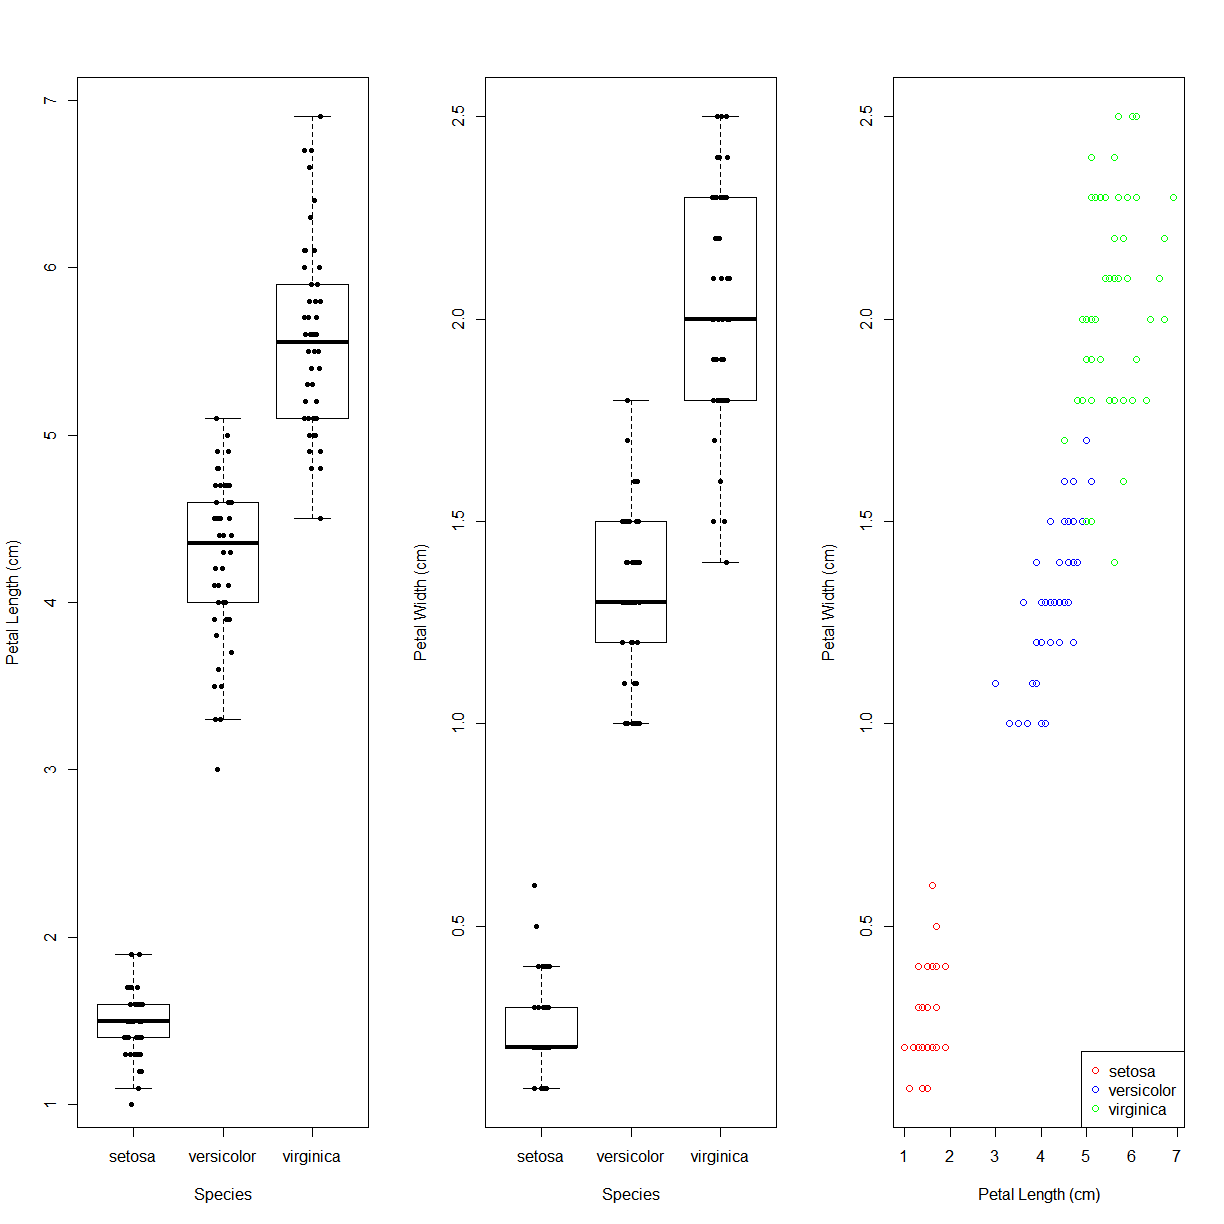 7
6
5
4
3
2
1
Petal Length (cm)
setosa versicolor virginica
Species
2.5
2.0
1.5
1.0
0.5
Petal Width (cm)
setosa versicolor virginica
Species
2.5
2.0
1.5
1.0
0.5
Petal Width (cm)
setosa
versicolor
virginica
1 2 3 4 5 6 7
Petal Length (cm)